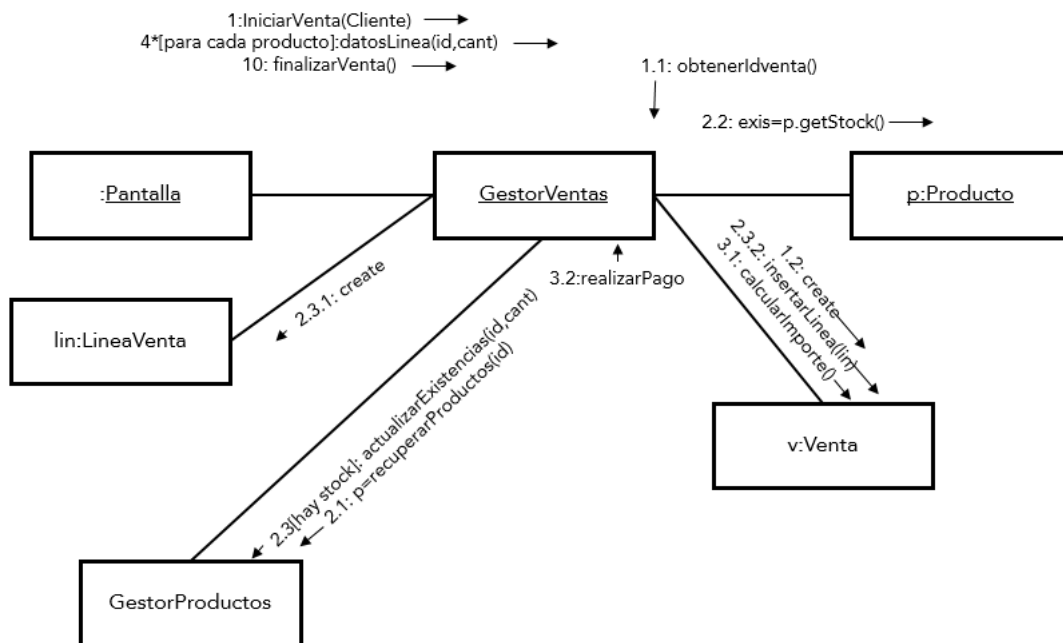 1:IniciarVenta(Cliente)
4*[para cada producto]:datosLinea(id,cant)
10: finalizarVenta()
1.1: obtenerIdventa()
2.2: exis=p.getStock()
:Pantalla
GestorVentas
p:Producto
2.3.1: create
3.2:realizarPago
1.2: create
2.3.2: insertarLinea(lin)
3.1: calcularImporte()
lin:LineaVenta
2.3[hay stock]: actualizarExistencias(id,cant)
2.1: p=recuperarProductos(id)
v:Venta
GestorProductos